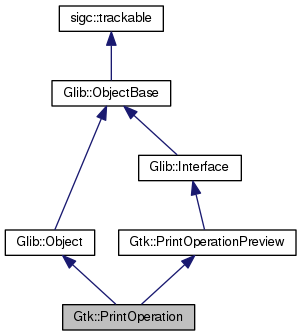 sigc::trackable
Glib::ObjectBase
Glib::Interface
Glib::Object
Gtk::PrintOperationPreview
Gtk::PrintOperation